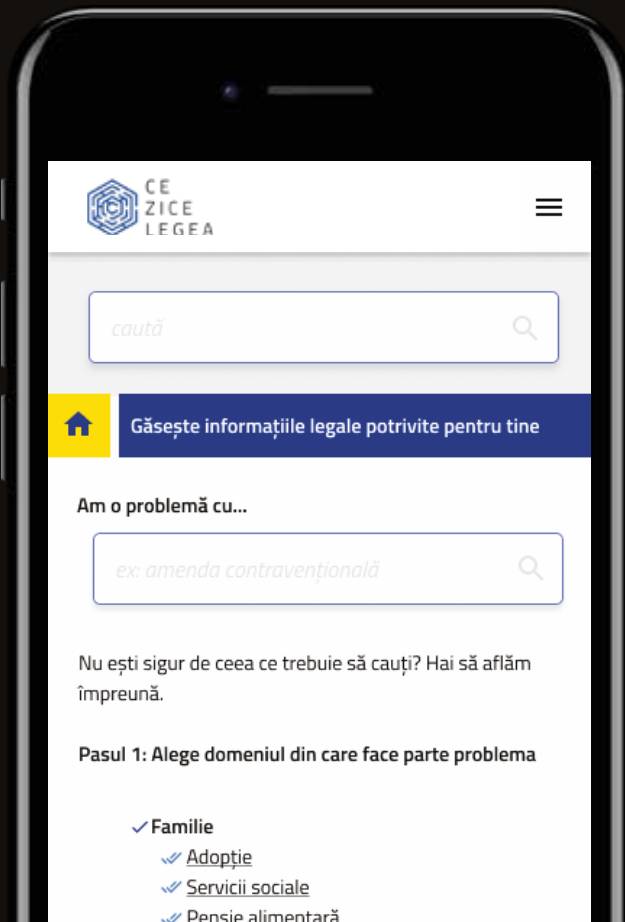 CE
ZICE
LEGEA
caută
Găsește informațiile legale potrivite pentru tine
Am o problemă cu...
ex: amenda contravențională
Nu ești sigur de ceea ce trebuie să cauți? Hai să aflăm
împreună.
Pasul 1: Alege domeniul din care face parte problema
Familie
Adopție
Servicii sociale
Pensie alimentară